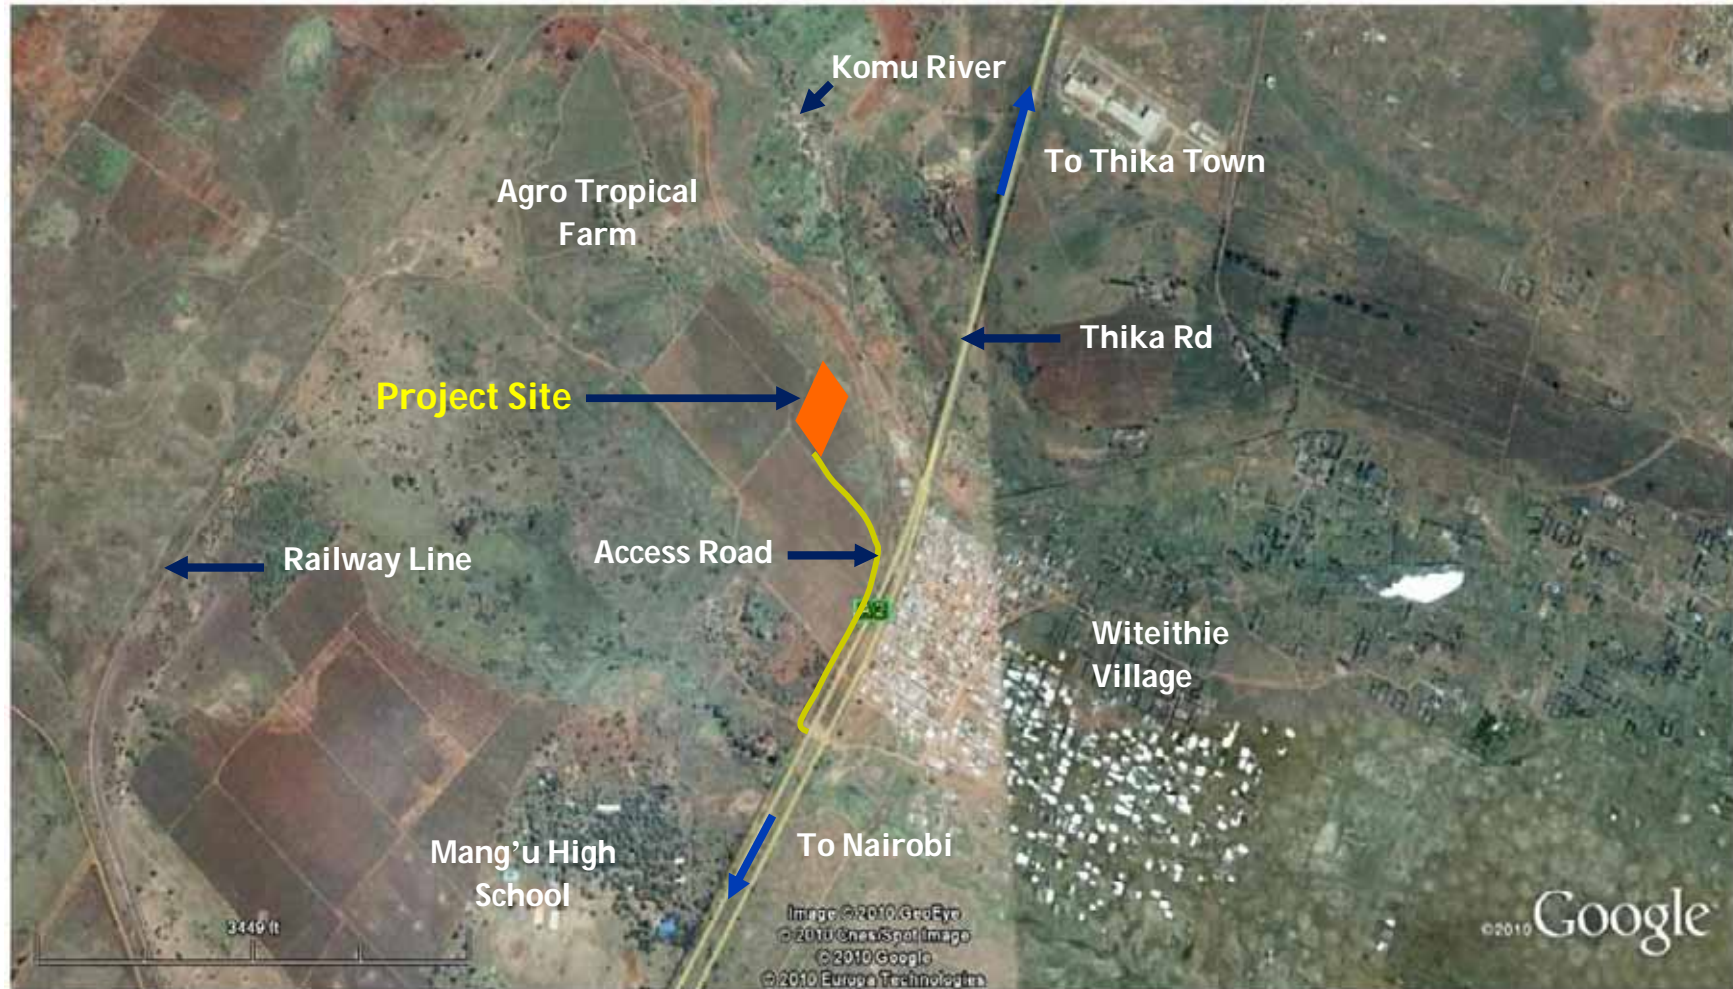 Komu River
To Thika Town
Agro Tropical
Farm
Thika Rd
Project Site
Access Road
Railway Line
Witeithie
Village
To Nairobi
Mang’u High
School
3449 ft
Image © 2010 GeoEye
© 2010 Cnes/Spot Image
© 2010 Google
© 2010 Europa Technologies
©2010 Google